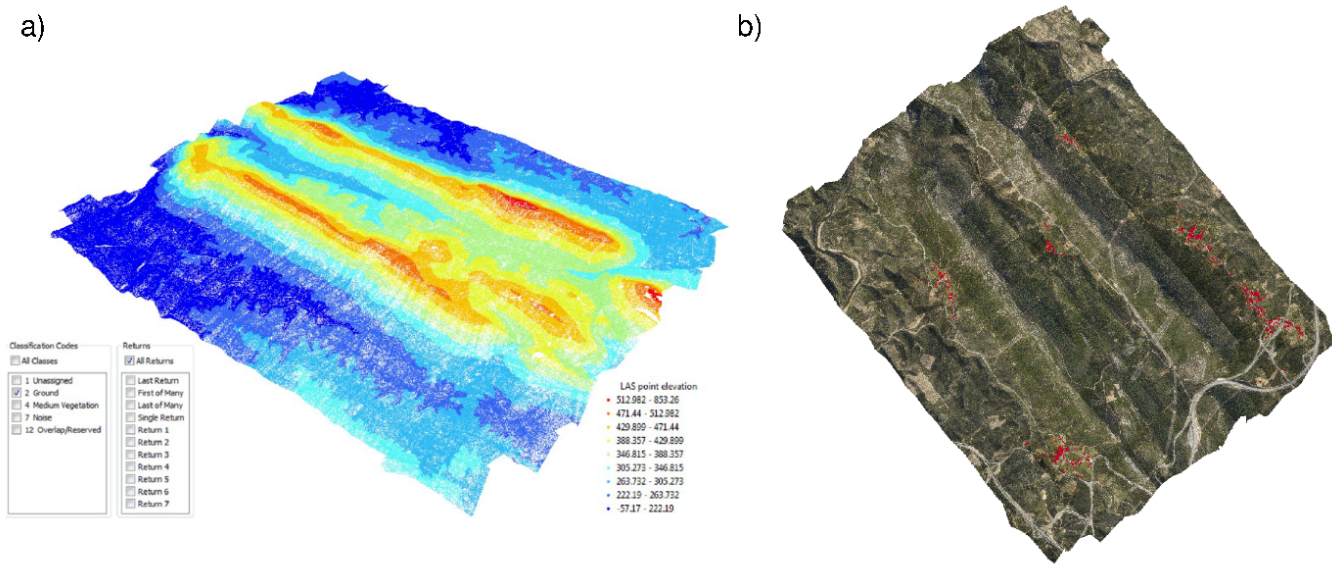 a)
b)
Classification Codes
All Classes
1 Unassigned
2 Ground
4 Medium Vegetation
7 Noise
12 Overlap/Reserved
Returns
All Returns
Last Return
First of Many
Last of Many
Single Return
Return 1
Return 2
Return 3
Return 4
Return 5
Return 6
Return 7
LAS point elevation
512.982 - 853.26
471.44 - 512.982
429.899 - 471.44
388.357 - 429.899
346.815 - 388.357
305.273 - 346.815
263.732 - 305.273
222.19 - 263.732
-57.17 - 222.19